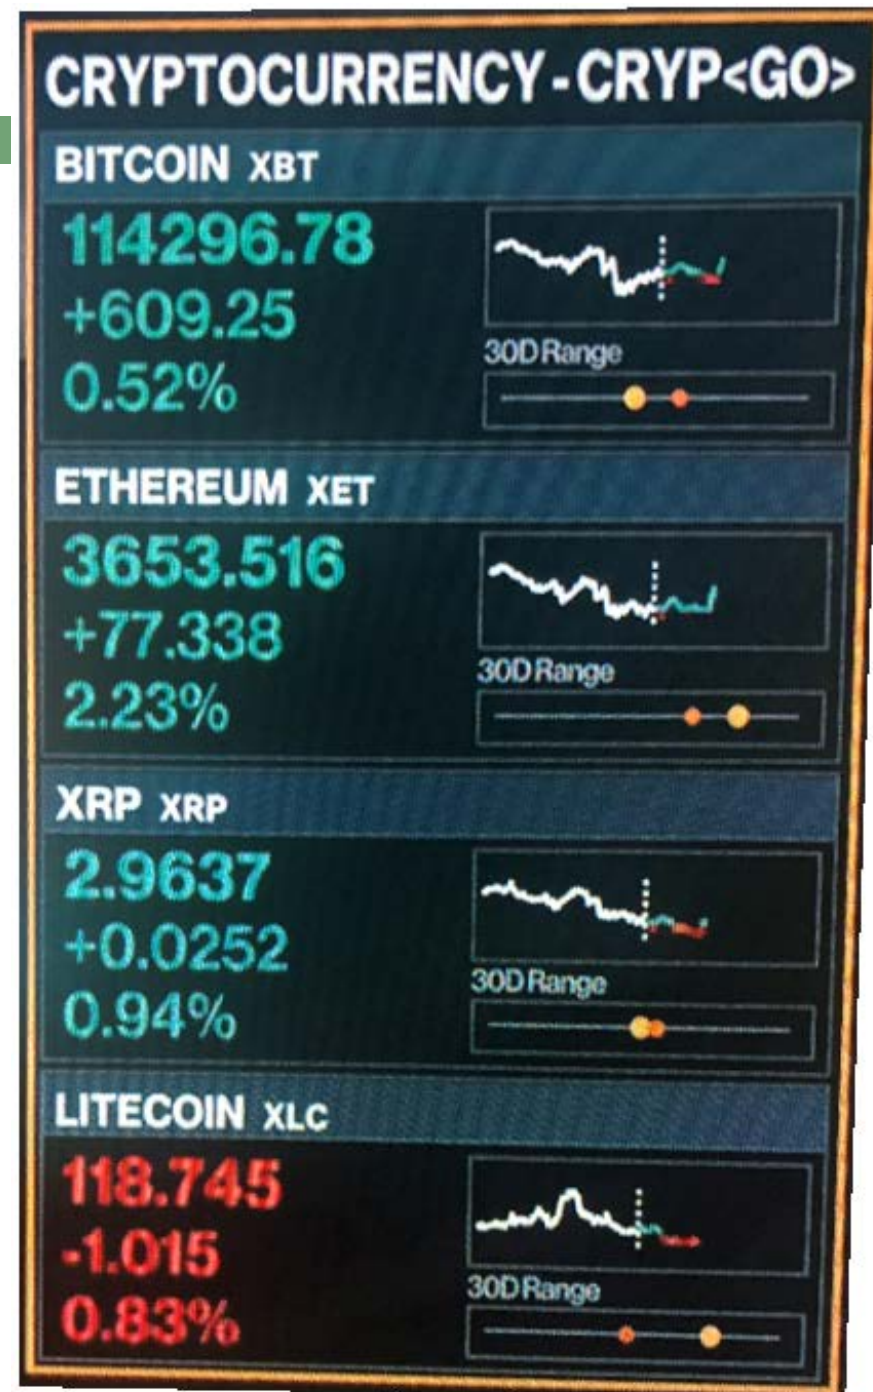 CRYPTOCURRENCY - CRYP<GO>
BITCOIN XBT
114296.78
+609.25
0.52%
30D Range
ETHEREUM XET
3653.516
+77.338
2.23%
30D Range
XRP XRP
2.9637
+0.0252
0.94%
30D Range
LITECOIN XLC
118.745
-1.015
0.83%
30D Range